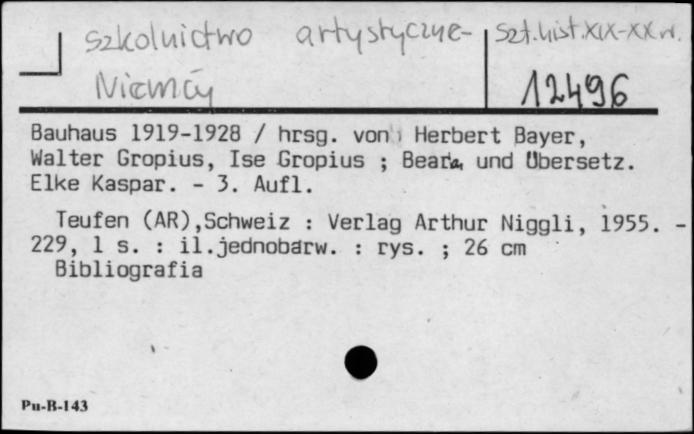 szkolnictwo artystyczne- Szt.hist.XIX-XX w.
Niemcy 12496
Bauhaus 1919-1928 / hrsg. von Herbert Bayer,
Walter Gropius, Ise Gropius ; Beara. und Übersetz.
Elke Kaspar. - 3. Aufl.
Teufen (AR),Schweiz : Verlag Arthur Niggli, 1955. -
229, 1 s. : il.jednobarw. : rys. ; 26 cm
Bibliografia
Pu-B-143